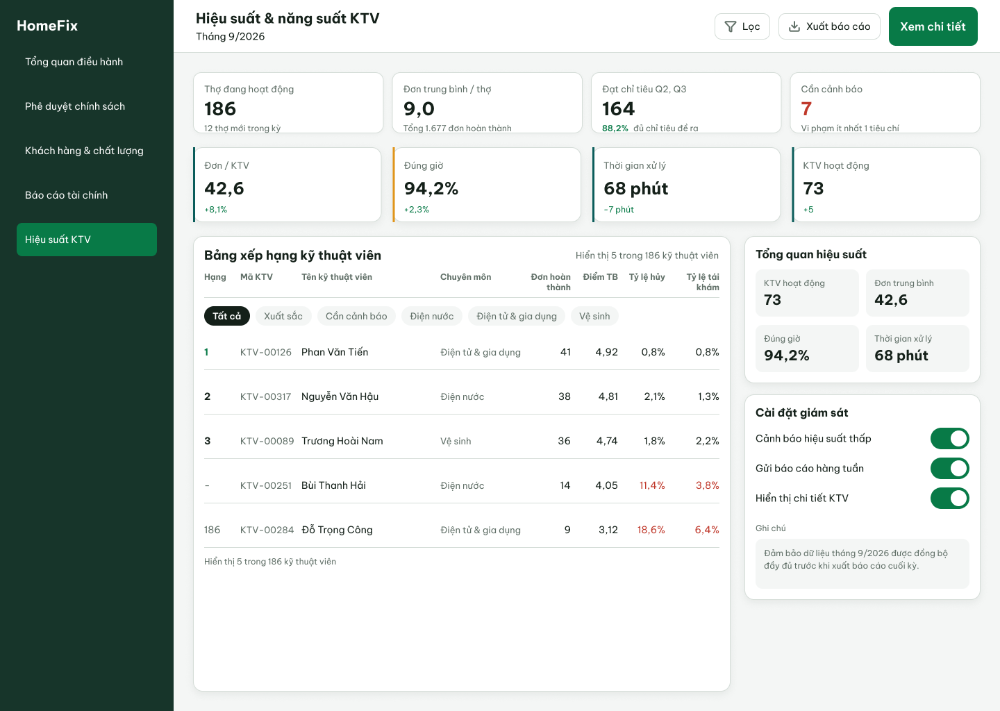 HomeFix
Tổng quan điều hành
Phê duyệt chính sách
Khách hàng & chất lượng
Báo cáo tài chính
Hiệu suất KTV
Hiệu suất & năng suất KTV
Tháng 9/2026
Lọc
Xuất báo cáo
Xem chi tiết
Thợ đang hoạt động
186
12 thợ mới trong kỳ
Đơn trung bình / thợ
9,0
Tổng 1.677 đơn hoàn thành
Đạt chỉ tiêu Q2, Q3
164
88,2% đủ chỉ tiêu đề ra
Cần cảnh báo
7
Vi phạm ít nhất 1 tiêu chí
Đơn / KTV
42,6
+8,1%
Đúng giờ
94,2%
+2,3%
Thời gian xử lý
68 phút
-7 phút
KTV hoạt động
73
+5
Bảng xếp hạng kỹ thuật viên
Hiển thị 5 trong 186 kỹ thuật viên
Hạng Mã KTV Tên kỹ thuật viên Chuyên môn Đơn hoàn thành Điểm TB Tỷ lệ hủy Tỷ lệ tái khám
Tất cả Xuất sắc Cần cảnh báo Điện nước Điện tử & gia dụng Vệ sinh
1 KTV-00126 Phan Văn Tiến Điện tử & gia dụng 41 4,92 0,8% 0,8%
2 KTV-00317 Nguyễn Văn Hậu Điện nước 38 4,81 2,1% 1,3%
3 KTV-00089 Trương Hoài Nam Vệ sinh 36 4,74 1,8% 2,2%
- KTV-00251 Bùi Thanh Hải Điện nước 14 4,05 11,4% 3,8%
186 KTV-00284 Đỗ Trọng Công Điện tử & gia dụng 9 3,12 18,6% 6,4%
Hiển thị 5 trong 186 kỹ thuật viên
Tổng quan hiệu suất
KTV hoạt động
73
Đơn trung bình
42,6
Đúng giờ
94,2%
Thời gian xử lý
68 phút
Cài đặt giám sát
Cảnh báo hiệu suất thấp
Gửi báo cáo hàng tuần
Hiển thị chi tiết KTV
Ghi chú
Đảm bảo dữ liệu tháng 9/2026 được đồng bộ
đầy đủ trước khi xuất báo cáo cuối kỳ.